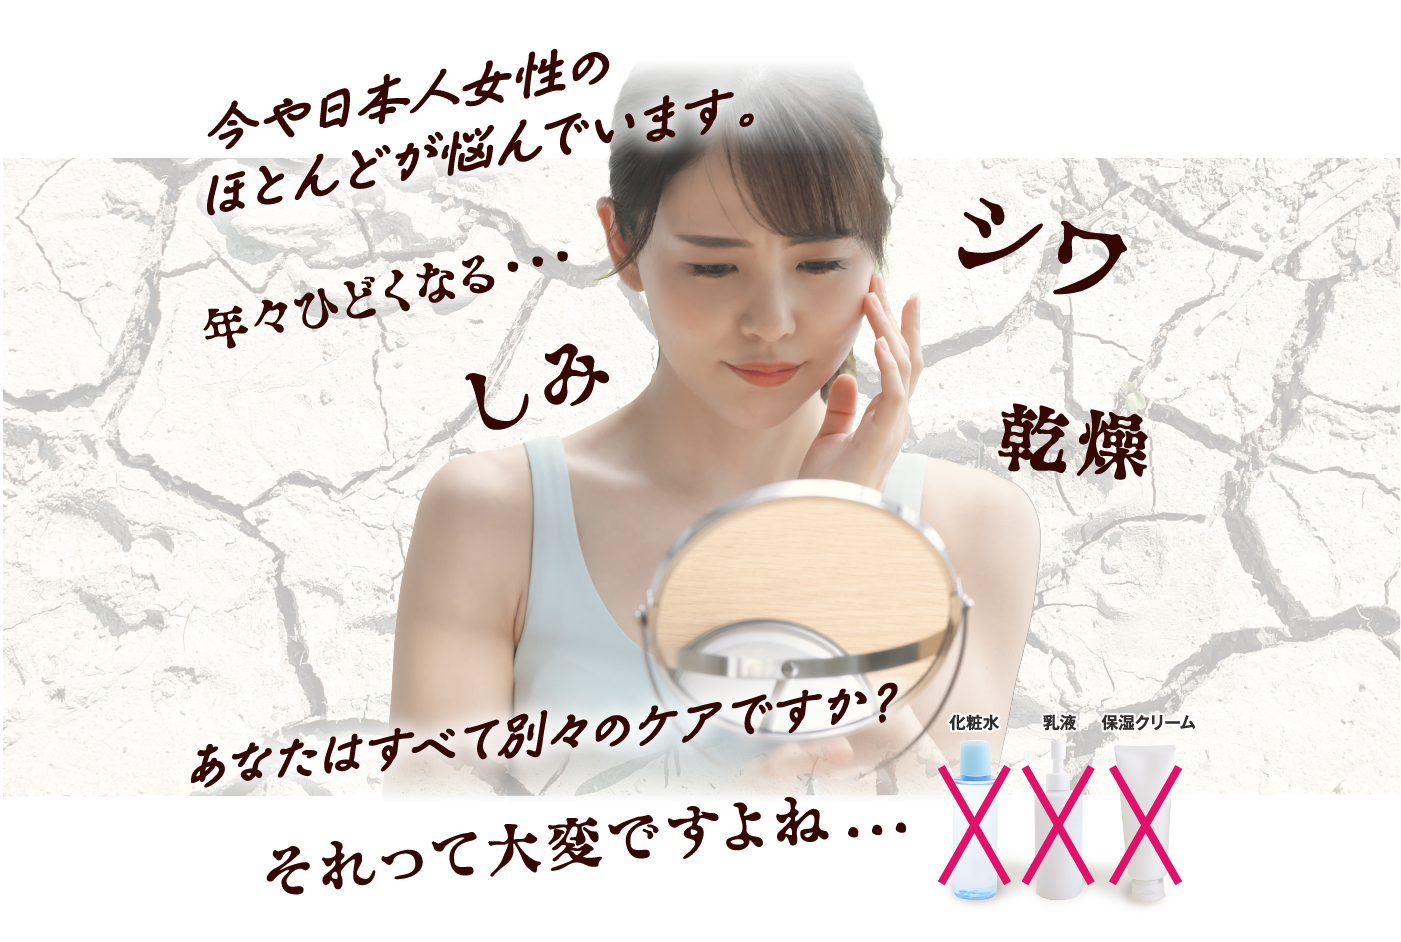 今や日本人女性の
ほとんどが悩んでいます。
年々ひどくなる・・・
シワ
しみ
乾燥
あなたはすべて別々のケアですか？
それって大変ですよね・・・
化粧水
乳液
保湿クリーム